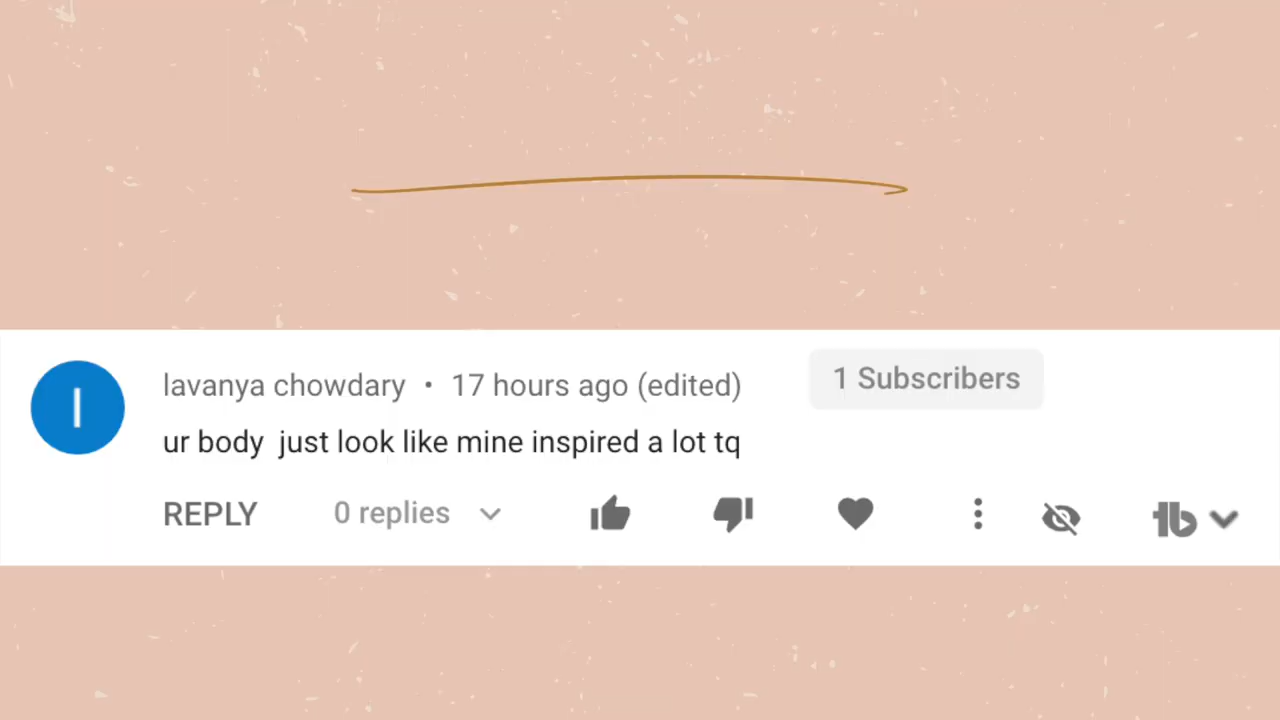 l
lavanya chowdary • 17 hours ago (edited)
1 Subscribers
ur body  just look like mine inspired a lot tq
REPLY
0 replies
tb